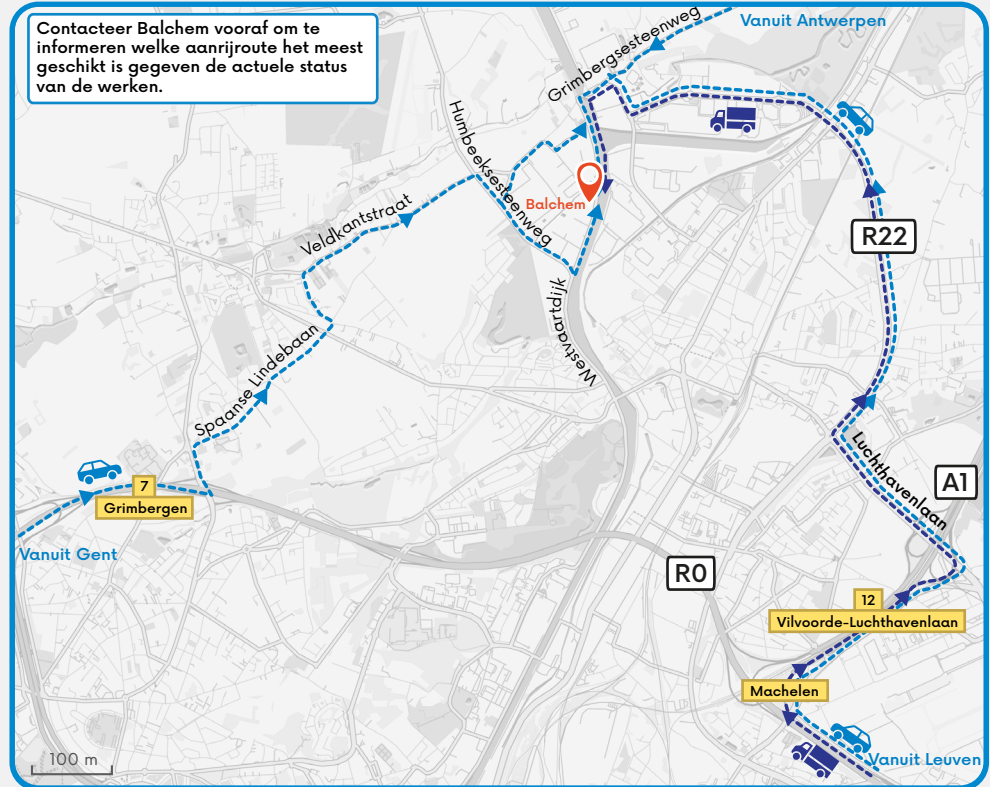 Contacteer Balchem vooraf om te
informeren welke aanrijroute het meest
geschikt is gegeven de actuele status
van de werken.
Vanuit Antwerpen
Grimbergsesteenweg
Humbeeksesteenweg
Balchem
Veldkantstraat
R22
Westvaartdijk
Spaanse Lindebaan
Luchthavenlaan
A1
7
Grimbergen
Vanuit Gent
R0
12
Vilvoorde-Luchthavenlaan
Machelen
Vanuit Leuven
100 m